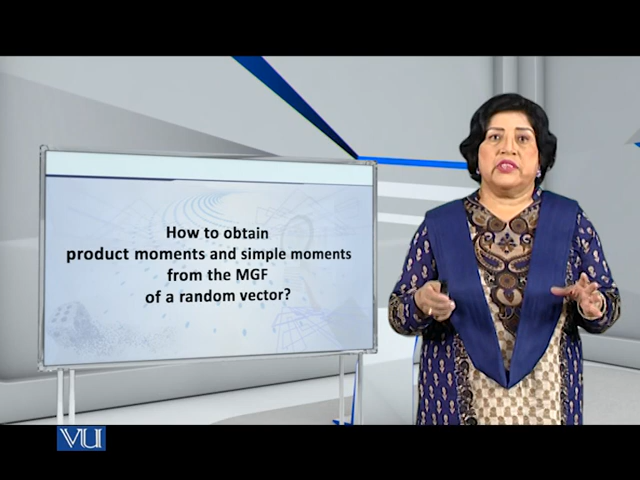 How to obtain
product moments and simple moments
from the MGF
of a random vector?
VU